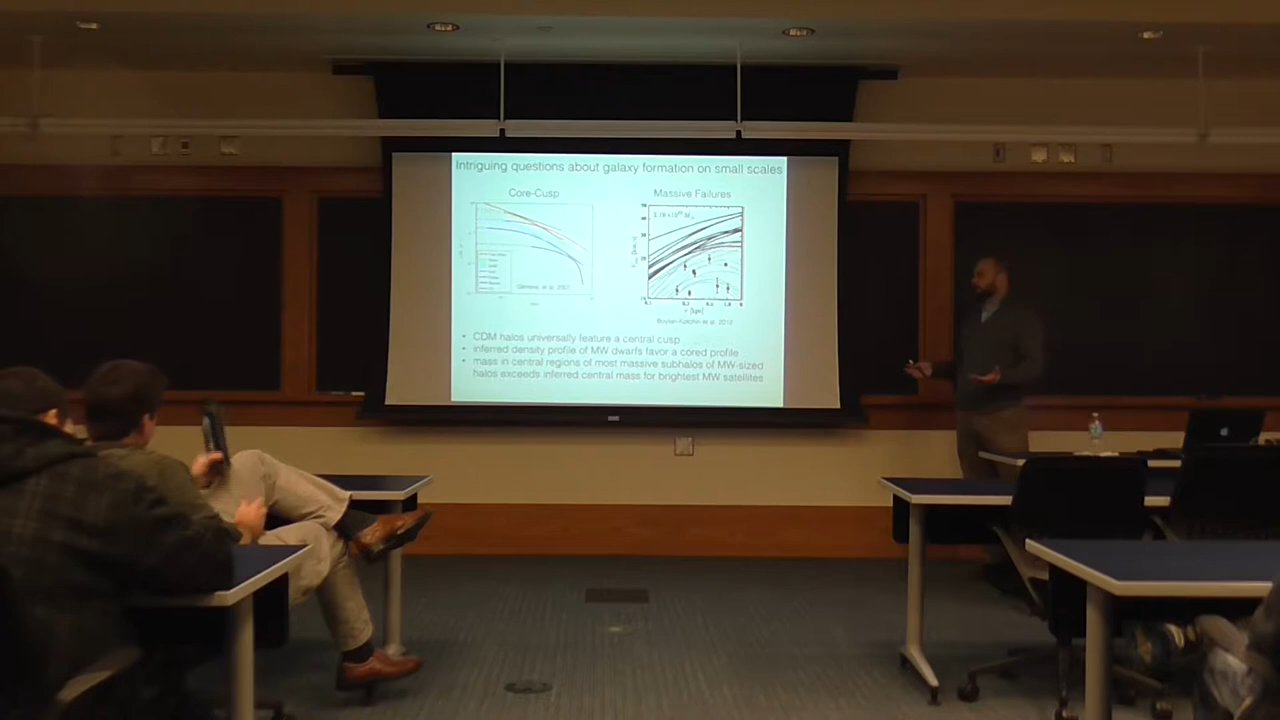 Intriguing questions about galaxy formation on small scales
Core-Cusp
Massive Failures
50
r [kpc]
Boylan-Kolchin et al. 2012
• CDM halos universally feature a central cusp
• inferred density profile of MW dwarfs favor a cored profile
• mass in central regions of most massive subhalos of MW-sized
halos exceeds inferred central mass for brightest MW satellites